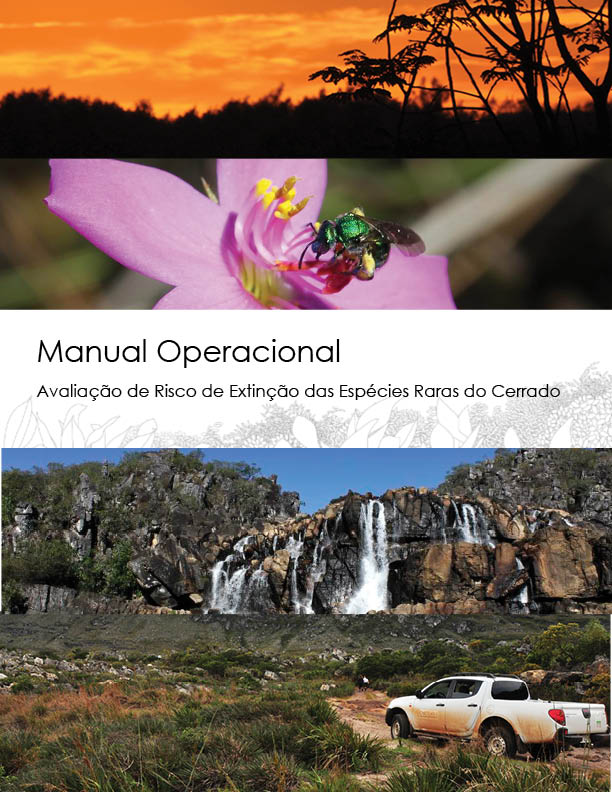 Manual Operacional
Avaliação de Risco de Extinção das Espécies Raras do Cerrado